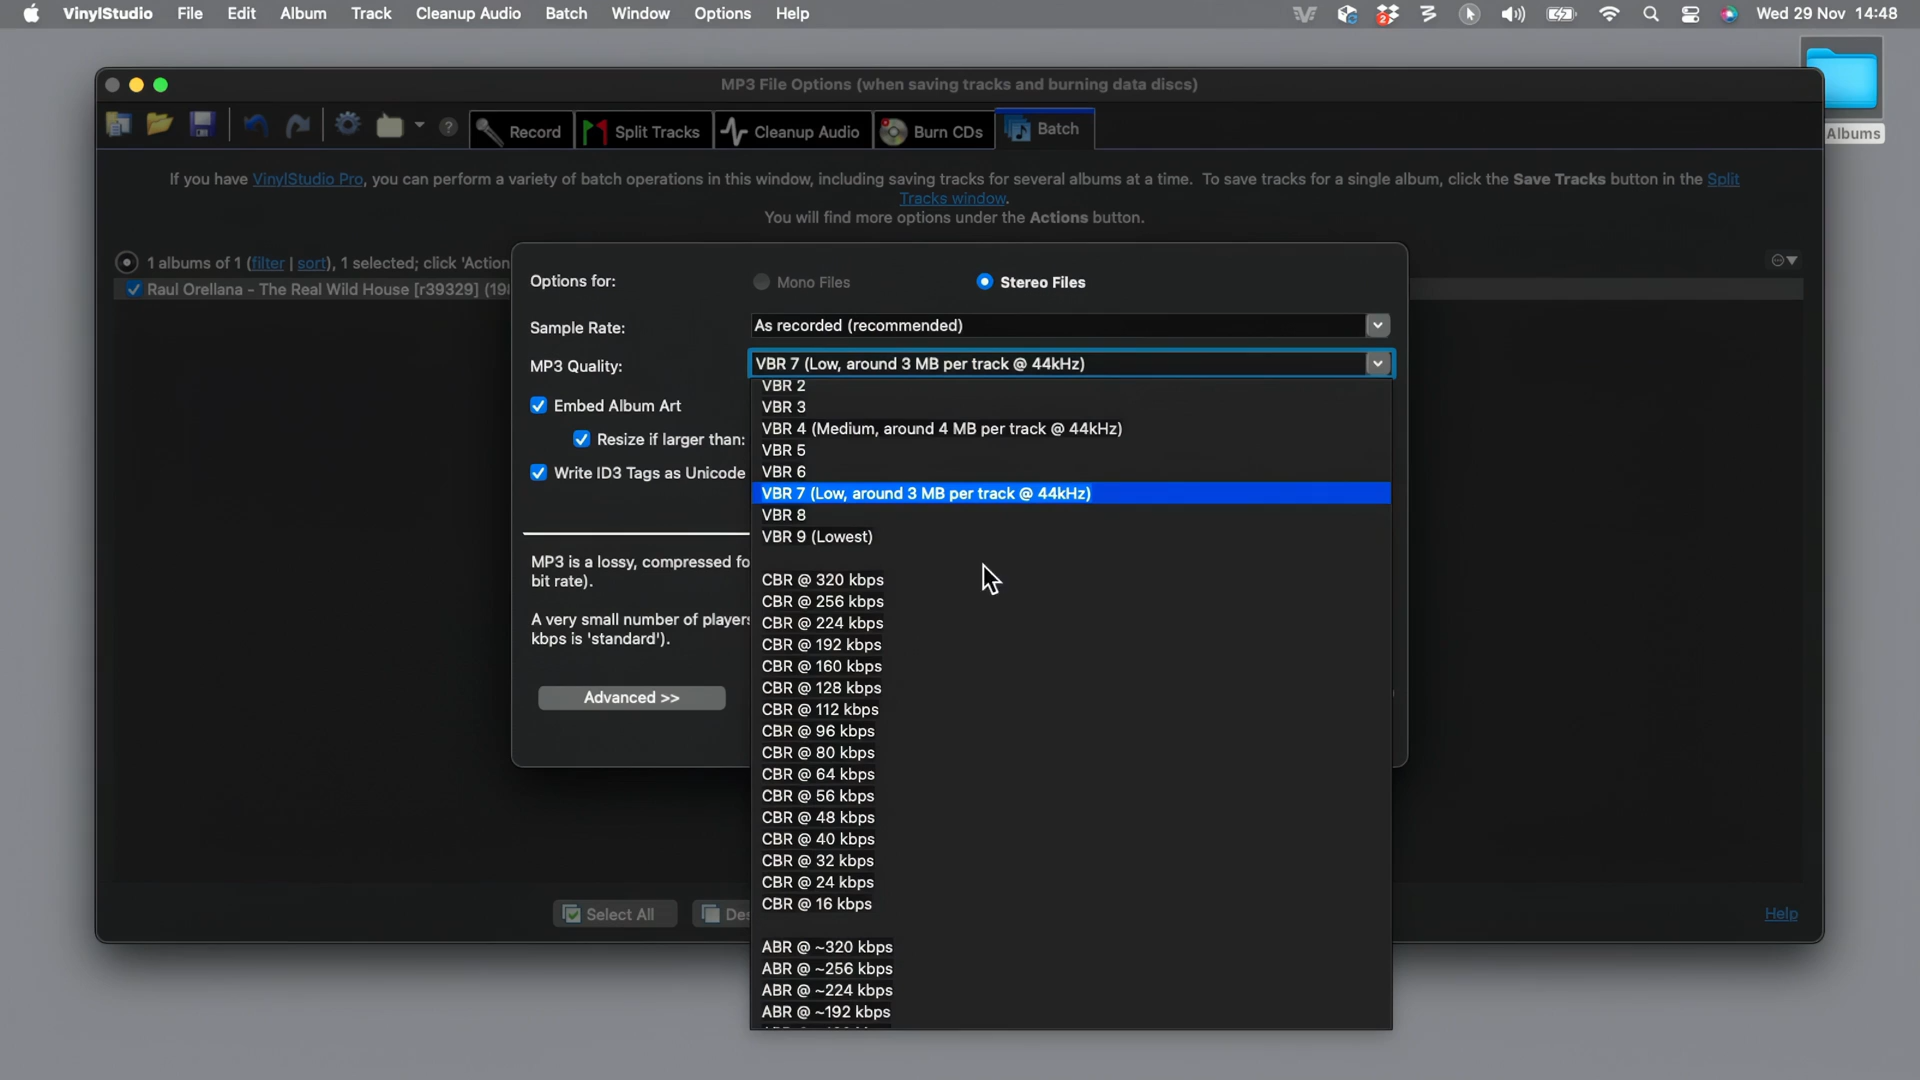 VinylStudio File Edit Album Track Cleanup Audio Batch Window Options Help
2
Wed 29 Nov 14:48
Albums
MP3 File Options (when saving tracks and burning data discs)
Record Split Tracks Cleanup Audio Burn CDs Batch
If you have VinylStudio Pro, you can perform a variety of batch operations in this window, including saving tracks for several albums at a time. To save tracks for a single album, click the Save Tracks button in the Split
Tracks window.
You will find more options under the Actions button.
1 albums of 1 (filter | sort), 1 selected; click 'Action
Raul Orellana - The Real Wild House [r39329] (19
Options for: Mono Files Stereo Files
Sample Rate: As recorded (recommended)
MP3 Quality: VBR 7 (Low, around 3 MB per track @ 44kHz)
Embed Album Art
Resize if larger than:
Write ID3 Tags as Unicode
MP3 is a lossy, compressed fo
bit rate).
A very small number of players
kbps is 'standard').
Advanced >>
VBR 2
VBR 3
VBR 4 (Medium, around 4 MB per track @ 44kHz)
VBR 5
VBR 6
VBR 7 (Low, around 3 MB per track @ 44kHz)
VBR 8
VBR 9 (Lowest)
CBR @ 320 kbps
CBR @ 256 kbps
CBR @ 224 kbps
CBR @ 192 kbps
CBR @ 160 kbps
CBR @ 128 kbps
CBR @ 112 kbps
CBR @ 96 kbps
CBR @ 80 kbps
CBR @ 64 kbps
CBR @ 56 kbps
CBR @ 48 kbps
CBR @ 40 kbps
CBR @ 32 kbps
CBR @ 24 kbps
CBR @ 16 kbps
ABR @ ~320 kbps
ABR @ ~256 kbps
ABR @ ~224 kbps
ABR @ ~192 kbps
Select All
Des
Help